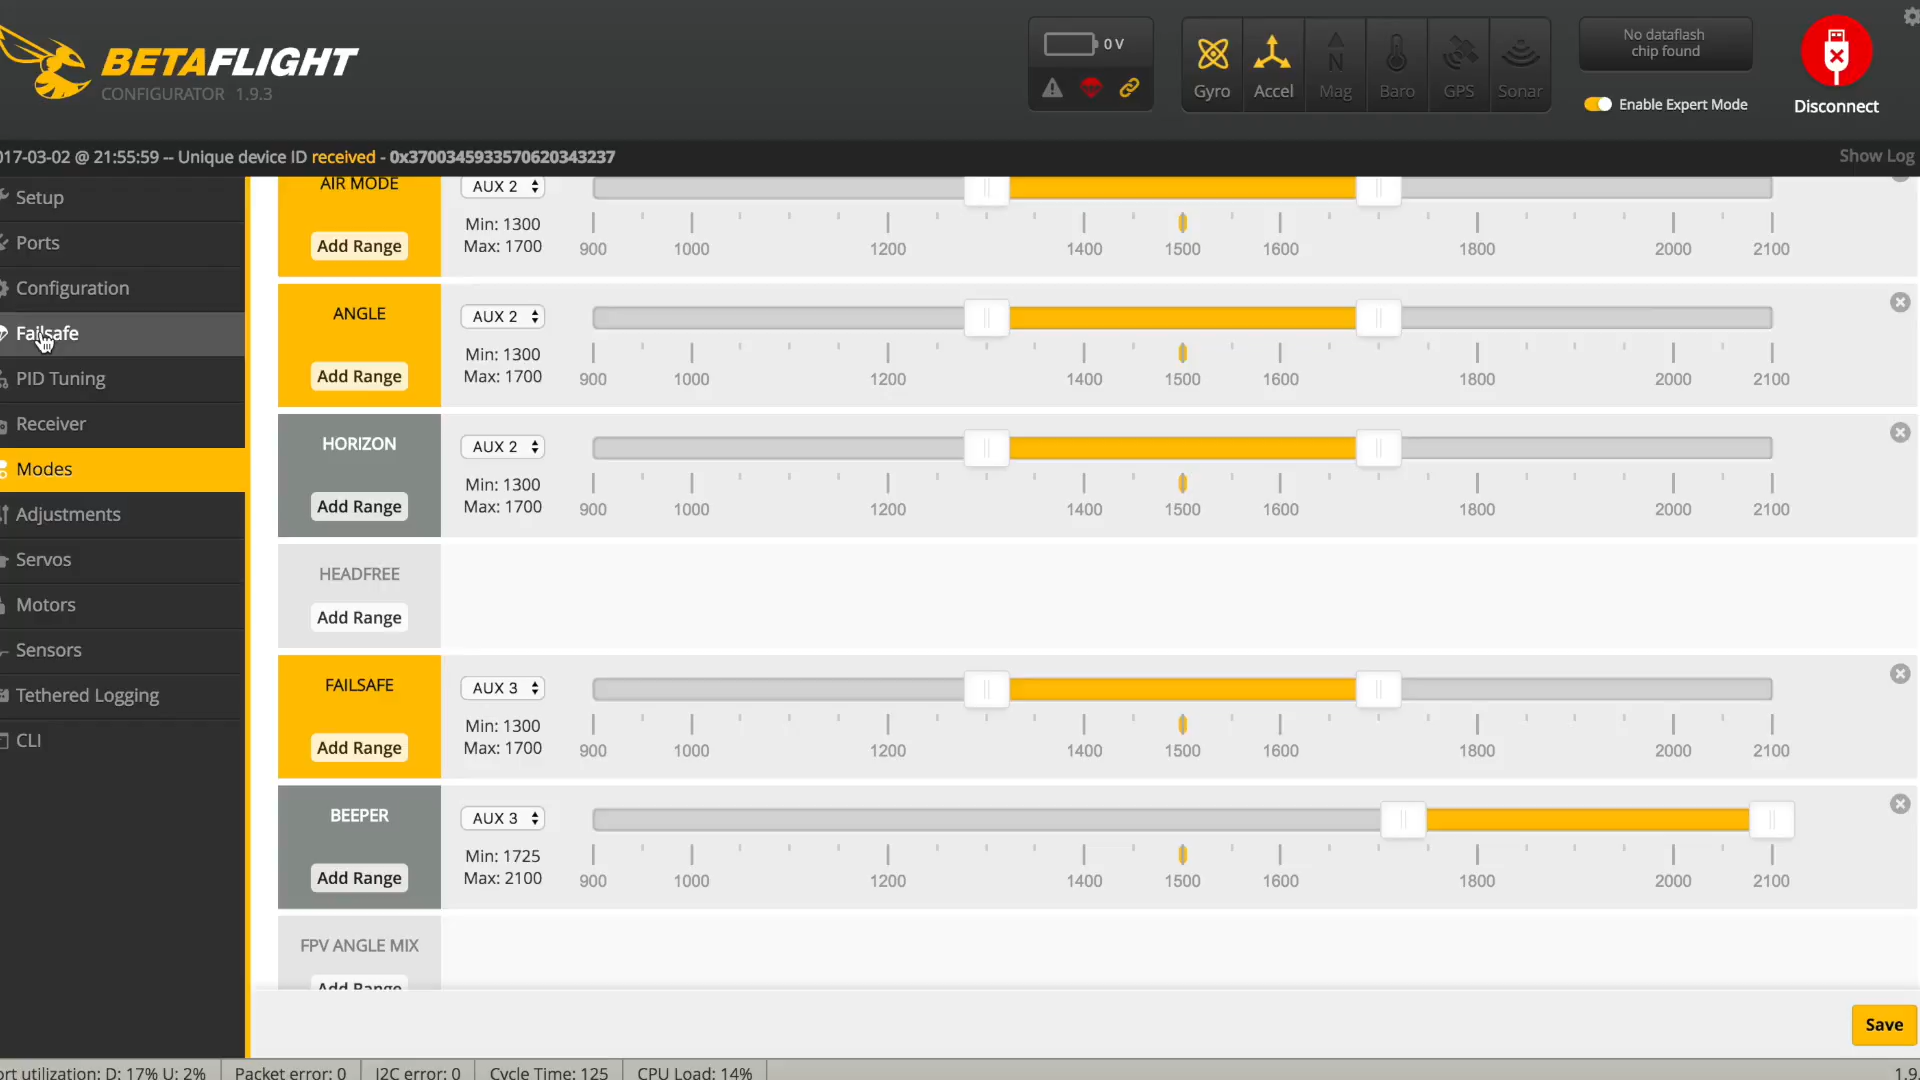 BETAFLIGHT
CONFIGURATOR 1.9.3
0 V
Gyro Accel Mag Baro GPS Sonar
No dataflash
chip found
Enable Expert Mode
Disconnect
017-03-02 @ 21:55:59 -- Unique device ID received - 0x3700345933570620343237
Show Log
Setup
Ports
Configuration
Failsafe
PID Tuning
Receiver
Modes
Adjustments
Servos
Motors
Sensors
Tethered Logging
CLI
AIR MODE
Add Range
AUX 2
Min: 1300
Max: 1700
900 1000 1200 1400 1500 1600 1800 2000 2100
ANGLE
Add Range
AUX 2
Min: 1300
Max: 1700
900 1000 1200 1400 1500 1600 1800 2000 2100
HORIZON
Add Range
AUX 2
Min: 1300
Max: 1700
900 1000 1200 1400 1500 1600 1800 2000 2100
HEADFREE
Add Range
FAILSAFE
Add Range
AUX 3
Min: 1300
Max: 1700
900 1000 1200 1400 1500 1600 1800 2000 2100
BEEPER
Add Range
AUX 3
Min: 1725
Max: 2100
900 1000 1200 1400 1500 1600 1800 2000 2100
FPV ANGLE MIX
Add Range
Save
ort utilization: D: 17% U: 2% Packet error: 0 I2C error: 0 Cycle Time: 125 CPU Load: 14% 1.9.